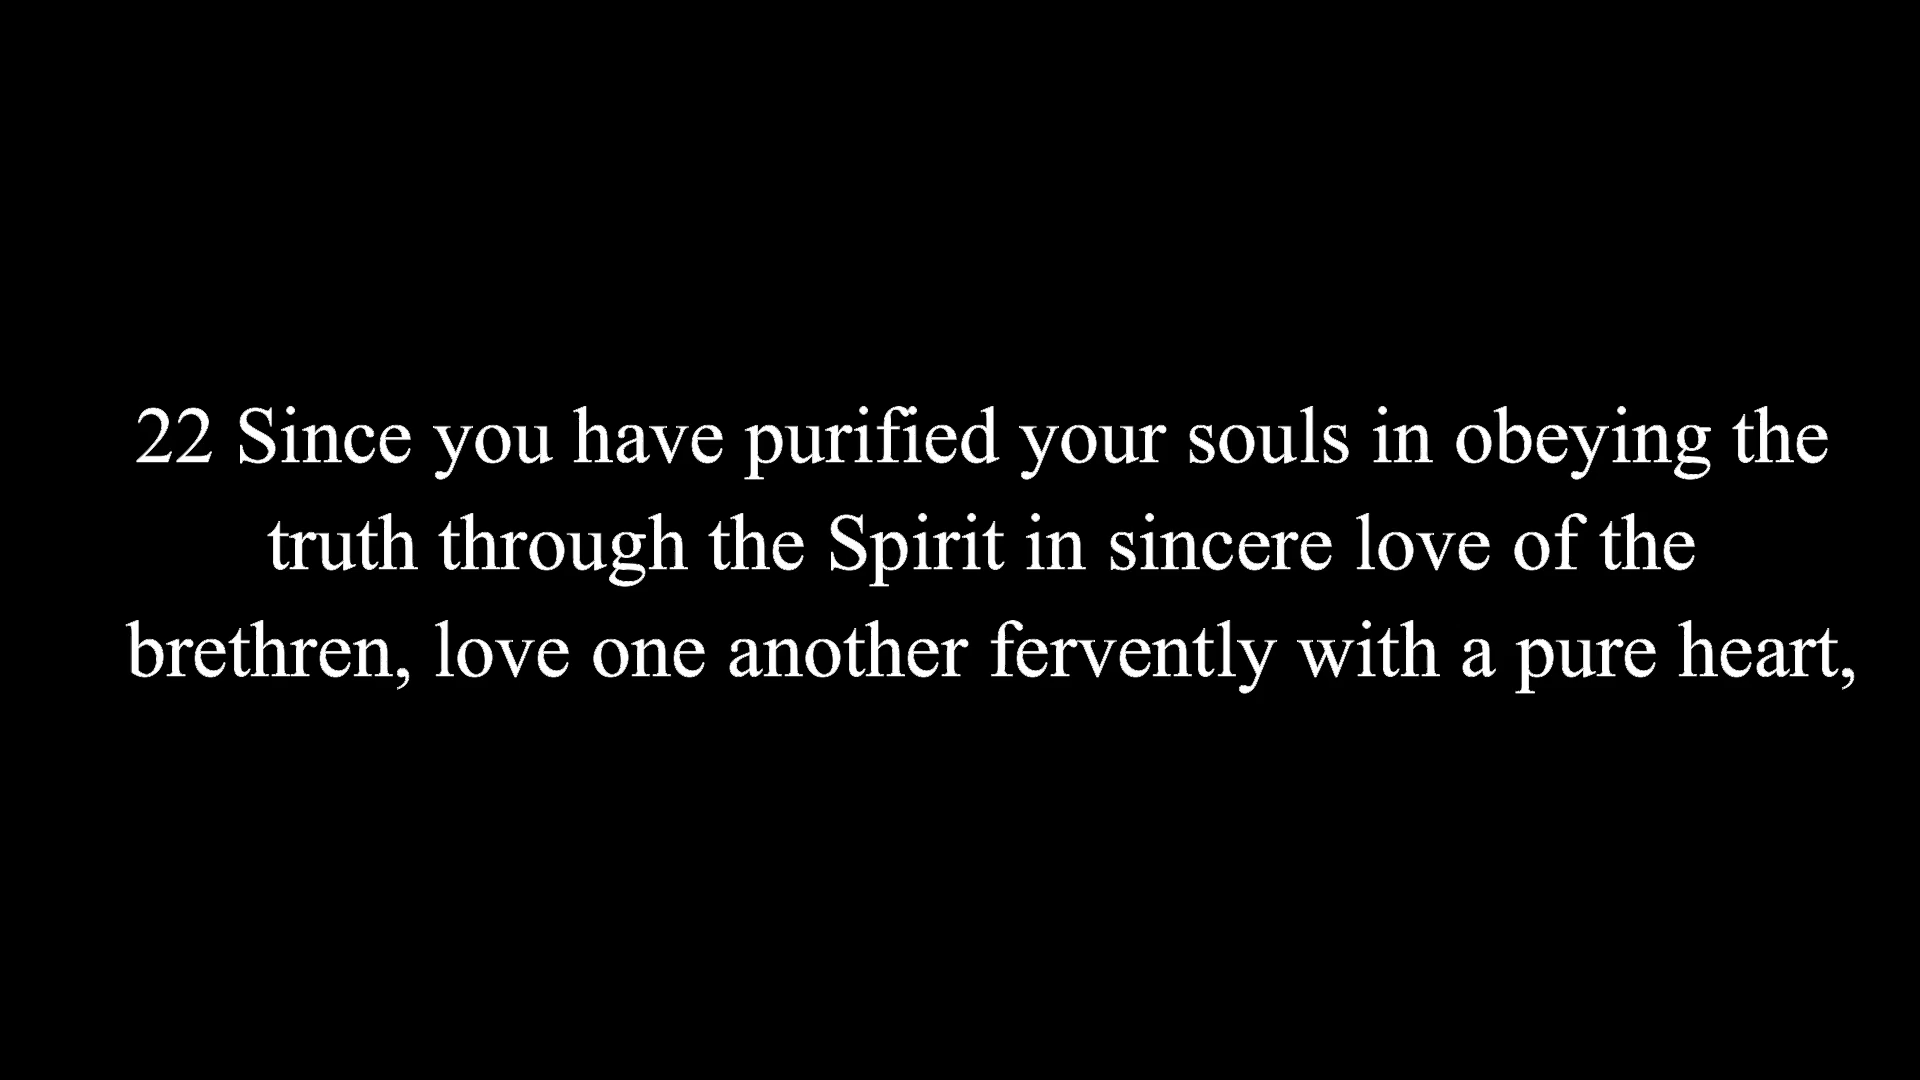 22 Since you have purified your souls in obeying the
truth through the Spirit in sincere love of the
brethren, love one another fervently with a pure heart,